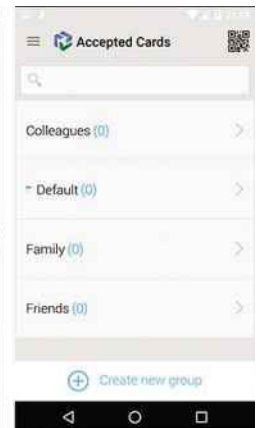 Accepted Cards
Colleagues (0)
Default (0)
Family (0)
Friends (0)
Create new group